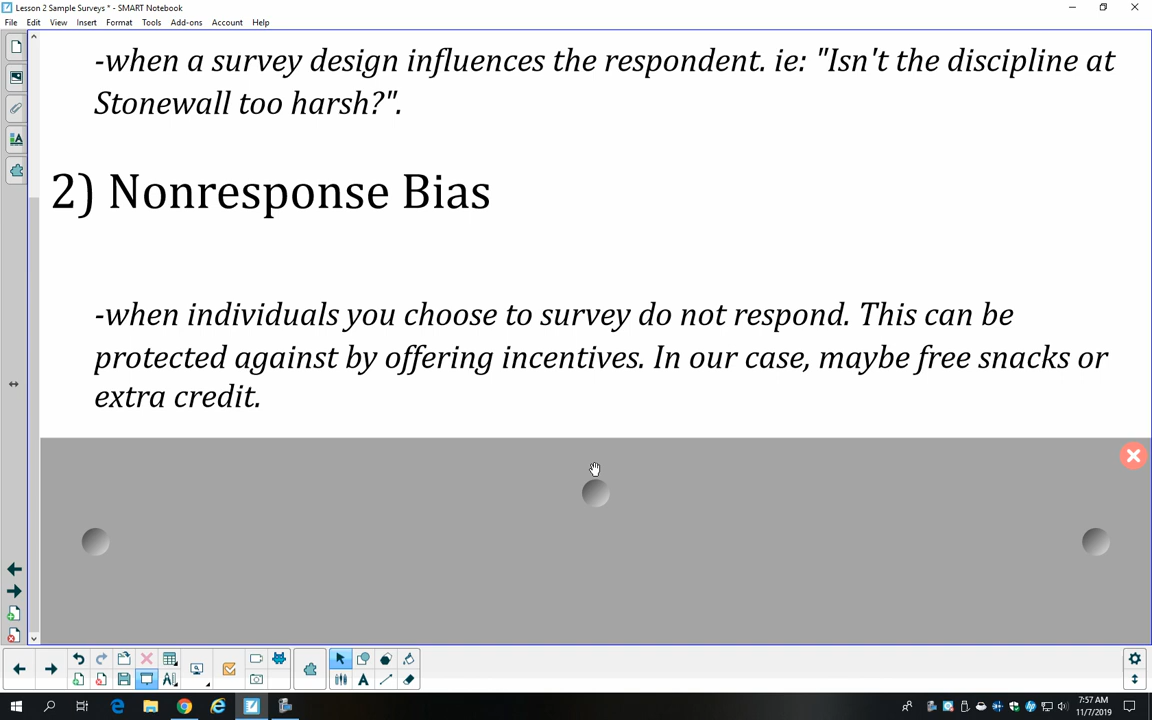 Lesson 2 Sample Surveys * - SMART Notebook
File Edit View Insert Format Tools Add-ons Account Help
-when a survey design influences the respondent. ie: "Isn't the discipline at
Stonewall too harsh?".
2) Nonresponse Bias
-when individuals you choose to survey do not respond. This can be
protected against by offering incentives. In our case, maybe free snacks or
extra credit.
7:57 AM
11/7/2019